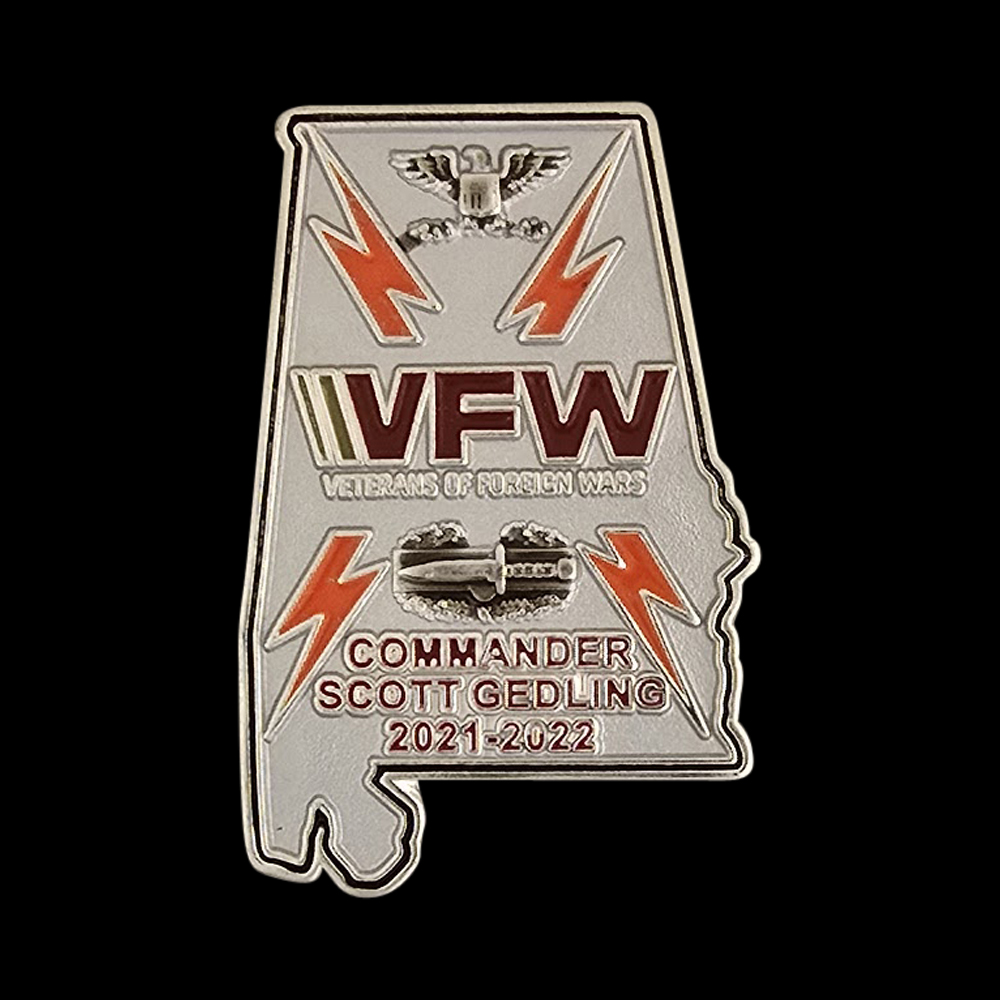 VFW
VETERANS OF FOREIGN WARS
COMMANDER
SCOTT GEDLING
2021-2022